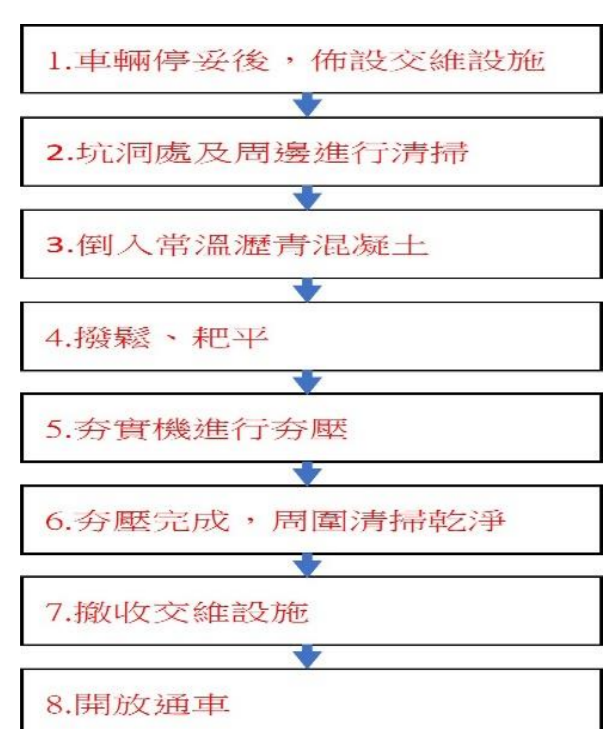 1.車輛停妥後，佈設交維設施
2.坑洞處及周邊進行清掃
3.倒入常溫瀝青混凝土
4.撥鬆、耙平
5.夯實機進行夯壓
6.夯壓完成，周圍清掃乾淨
7.撤收交維設施
8.開放通車